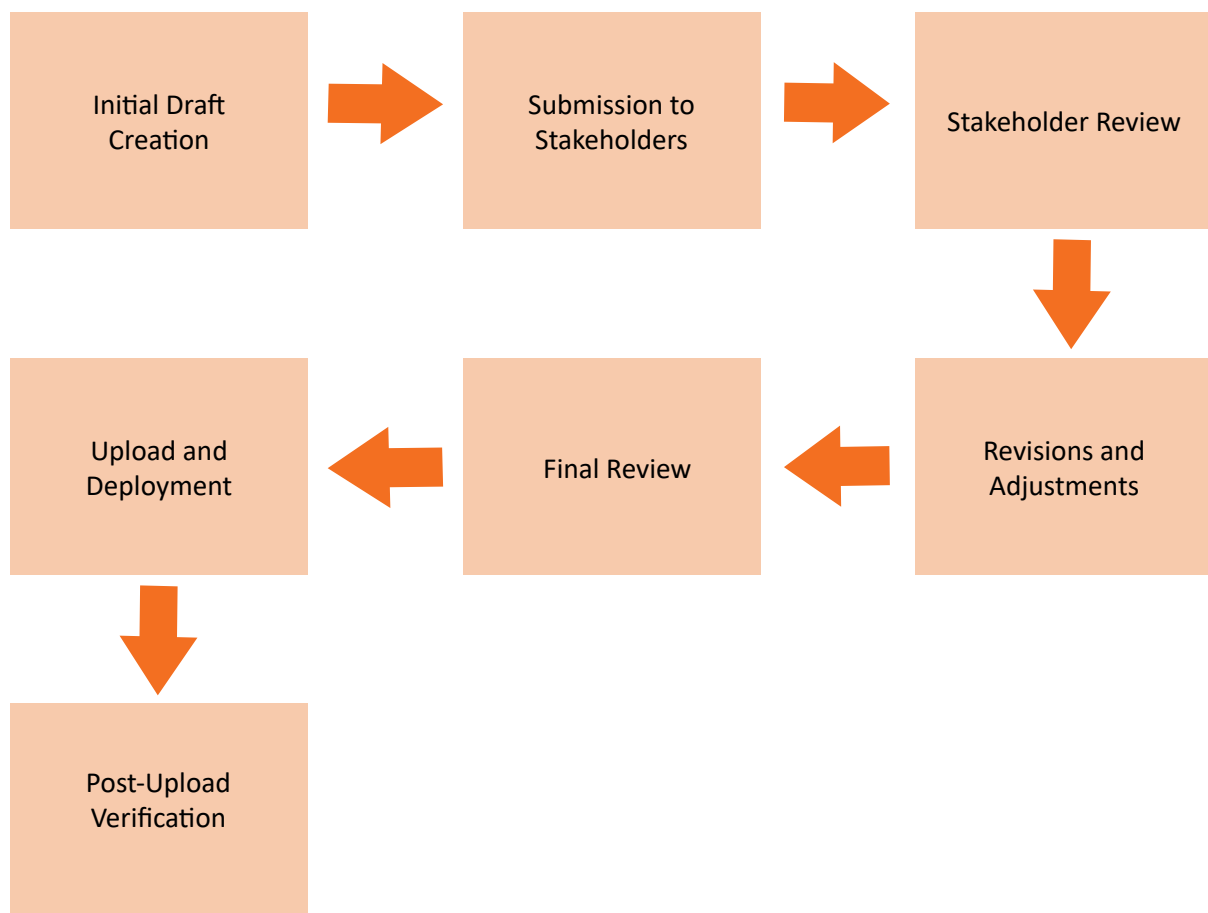 Initial Draft
Creation
Submission to
Stakeholders
Stakeholder Review
Revisions and
Adjustments
Final Review
Upload and
Deployment
Post-Upload
Verification